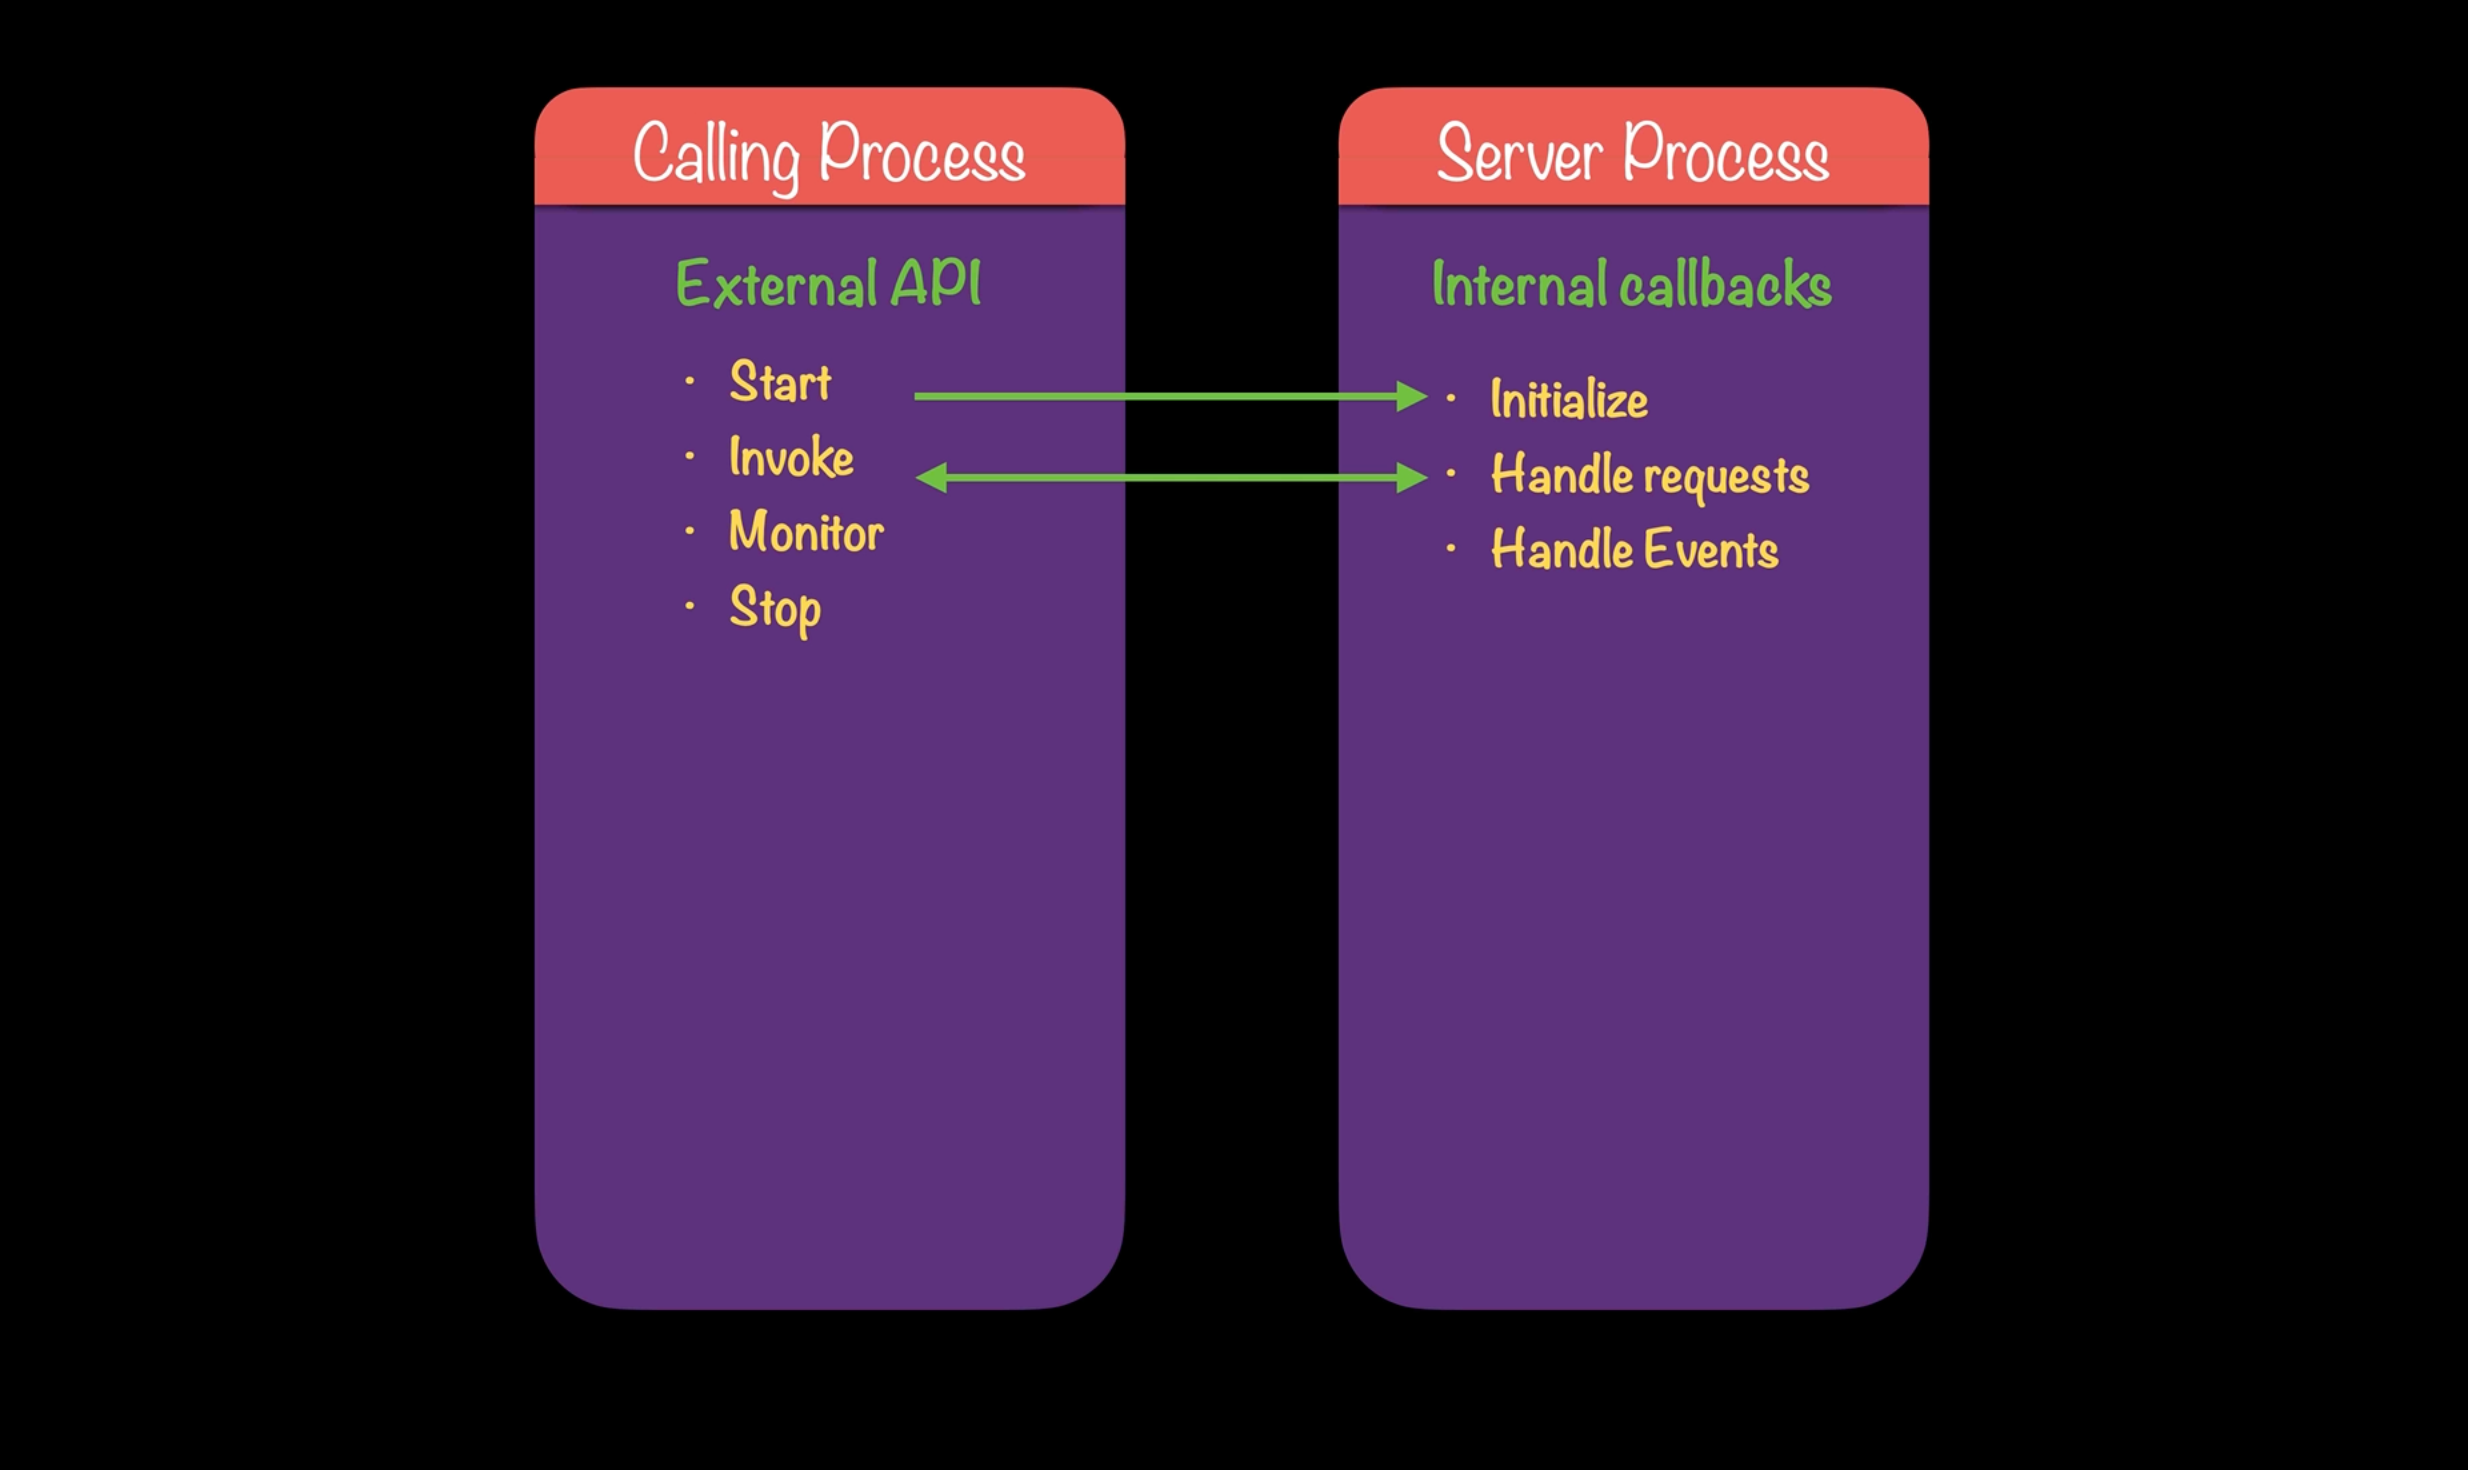 Calling Process
External API
• Start
• Invoke
• Monitor
• Stop
Server Process
Internal callbacks
• Initialize
• Handle requests
• Handle Events